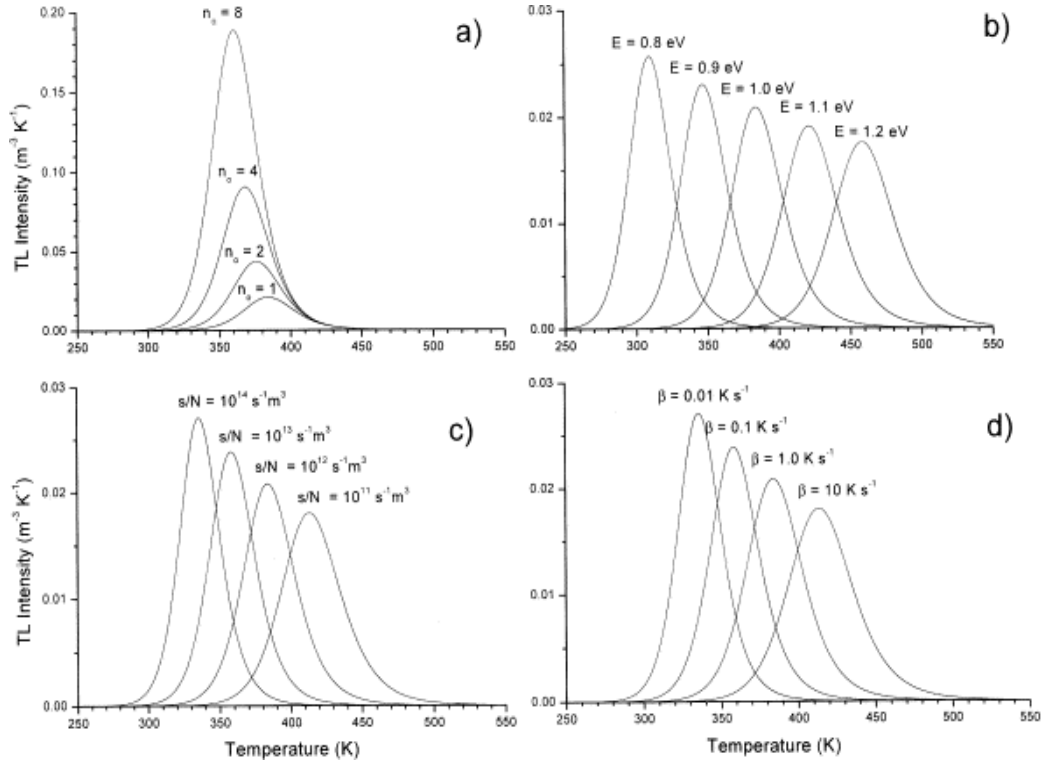 a)
n₀ = 8
n₀ = 4
n₀ = 2
n₀ = 1
TL Intensity (m⁻³ K⁻¹)
0.20
0.15
0.10
0.05
0.00
250 300 350 400 450 500 550
b)
E = 0.8 eV
E = 0.9 eV
E = 1.0 eV
E = 1.1 eV
E = 1.2 eV
0.03
0.02
0.01
0.00
250 300 350 400 450 500 550
c)
s/N = 10¹⁴ s⁻¹m³
s/N = 10¹³ s⁻¹m³
s/N = 10¹² s⁻¹m³
s/N = 10¹¹ s⁻¹m³
TL Intensity (m⁻³ K⁻¹)
0.03
0.02
0.01
0.00
250 300 350 400 450 500 550
Temperature (K)
d)
β = 0.01 K s⁻¹
β = 0.1 K s⁻¹
β = 1.0 K s⁻¹
β = 10 K s⁻¹
0.03
0.02
0.01
0.00
250 300 350 400 450 500 550
Temperature (K)